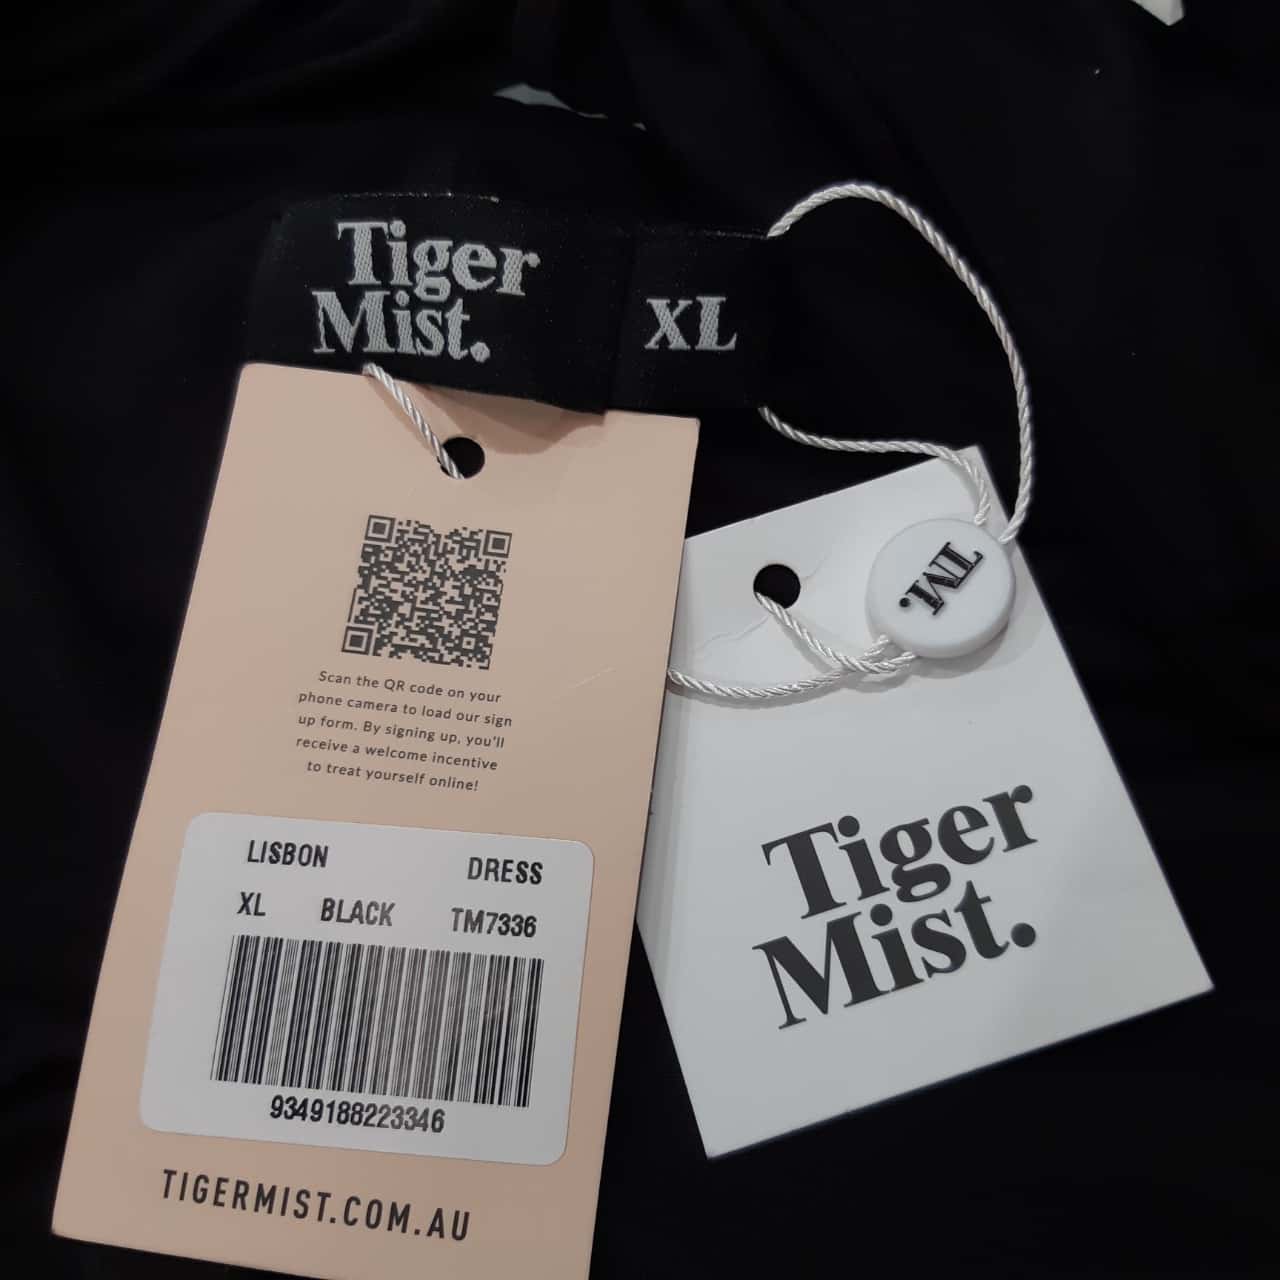 Tiger
Mist.
XL
Scan the QR code on your
phone camera to load our sign
up form. By signing up, you'll
receive a welcome incentive
to treat yourself online!
LISBON DRESS
XL BLACK TM7336
9349188223346
TIGERMIST.COM.AU
TM.
Tiger
Mist.